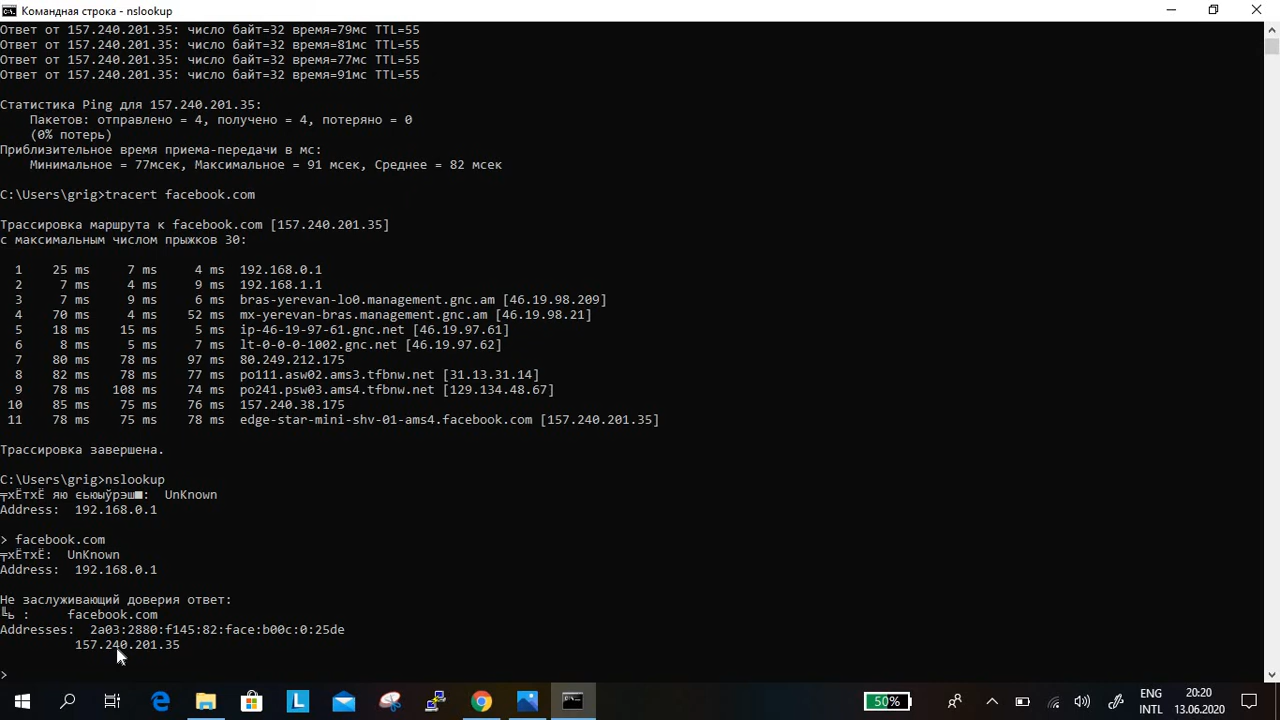 Командная строка - nslookup
Ответ от 157.240.201.35: число байт=32 время=79мс TTL=55
Ответ от 157.240.201.35: число байт=32 время=81мс TTL=55
Ответ от 157.240.201.35: число байт=32 время=77мс TTL=55
Ответ от 157.240.201.35: число байт=32 время=91мс TTL=55
Статистика Ping для 157.240.201.35:
Пакетов: отправлено = 4, получено = 4, потеряно = 0
(0% потерь)
Приблизительное время приема-передачи в мс:
Минимальное = 77мсек, Максимальное = 91 мсек, Среднее = 82 мсек
C:\Users\grig>tracert facebook.com
Трассировка маршрута к facebook.com [157.240.201.35]
с максимальным числом прыжков 30:
1 25 ms 7 ms 4 ms 192.168.0.1
2 7 ms 4 ms 9 ms 192.168.1.1
3 7 ms 9 ms 6 ms bras-yerevan-lo0.management.gnc.am [46.19.98.209]
4 70 ms 4 ms 52 ms mx-yerevan-bras.management.gnc.am [46.19.98.21]
5 18 ms 15 ms 5 ms ip-46-19-97-61.gnc.net [46.19.97.61]
6 8 ms 5 ms 7 ms lt-0-0-0-1002.gnc.net [46.19.97.62]
7 80 ms 78 ms 97 ms 80.249.212.175
8 82 ms 78 ms 77 ms po111.asw02.ams3.tfbnw.net [31.13.31.14]
9 78 ms 108 ms 74 ms po241.psw03.ams4.tfbnw.net [129.134.48.67]
10 85 ms 75 ms 76 ms 157.240.38.175
11 78 ms 75 ms 78 ms edge-star-mini-shv-01-ams4.facebook.com [157.240.201.35]
Трассировка завершена.
C:\Users\grig>nslookup
╤хЁтхЁ яю єьюыўрэш■: UnKnown
Address: 192.168.0.1
> facebook.com
╤хЁтхЁ: UnKnown
Address: 192.168.0.1
Не заслуживающий доверия ответ:
╚ь : facebook.com
Addresses: 2a03:2880:f145:82:face:b00c:0:25de
157.240.201.35
>
50%
ENG
INTL
20:20
13.06.2020